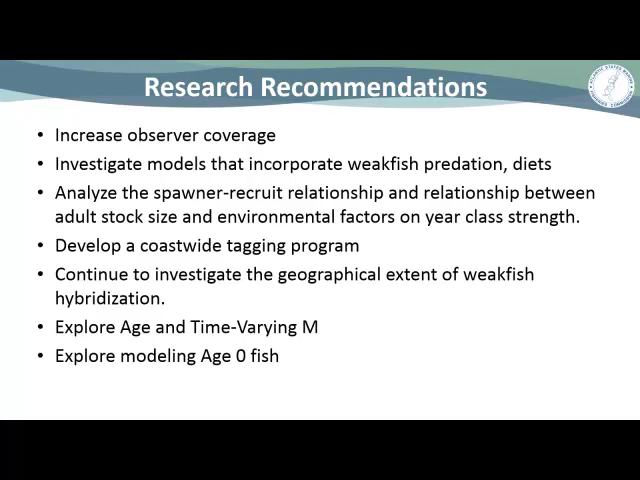 Research Recommendations
• Increase observer coverage
• Investigate models that incorporate weakfish predation, diets
• Analyze the spawner-recruit relationship and relationship between
adult stock size and environmental factors on year class strength.
• Develop a coastwide tagging program
• Continue to investigate the geographical extent of weakfish
hybridization.
• Explore Age and Time-Varying M
• Explore modeling Age 0 fish